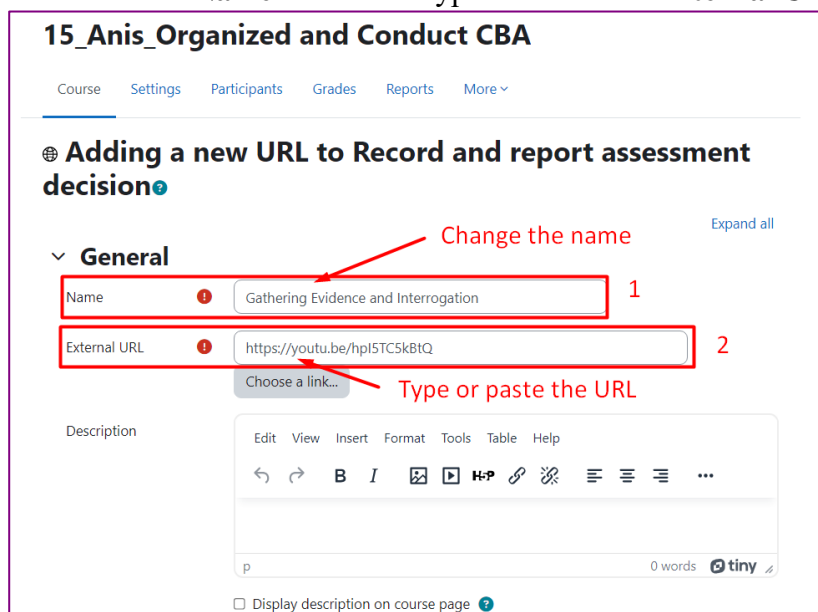 15_Anis_Organized and Conduct CBA
Course Settings Participants Grades Reports More
Adding a new URL to Record and report assessment
decision
Expand all
Change the name
General
Name Gathering Evidence and Interrogation 1
External URL https://youtu.be/hpI5TC5kBtQ 2
Choose a link...
Type or paste the URL
Description
Edit View Insert Format Tools Table Help
B I H-P
p 0 words tiny
Display description on course page